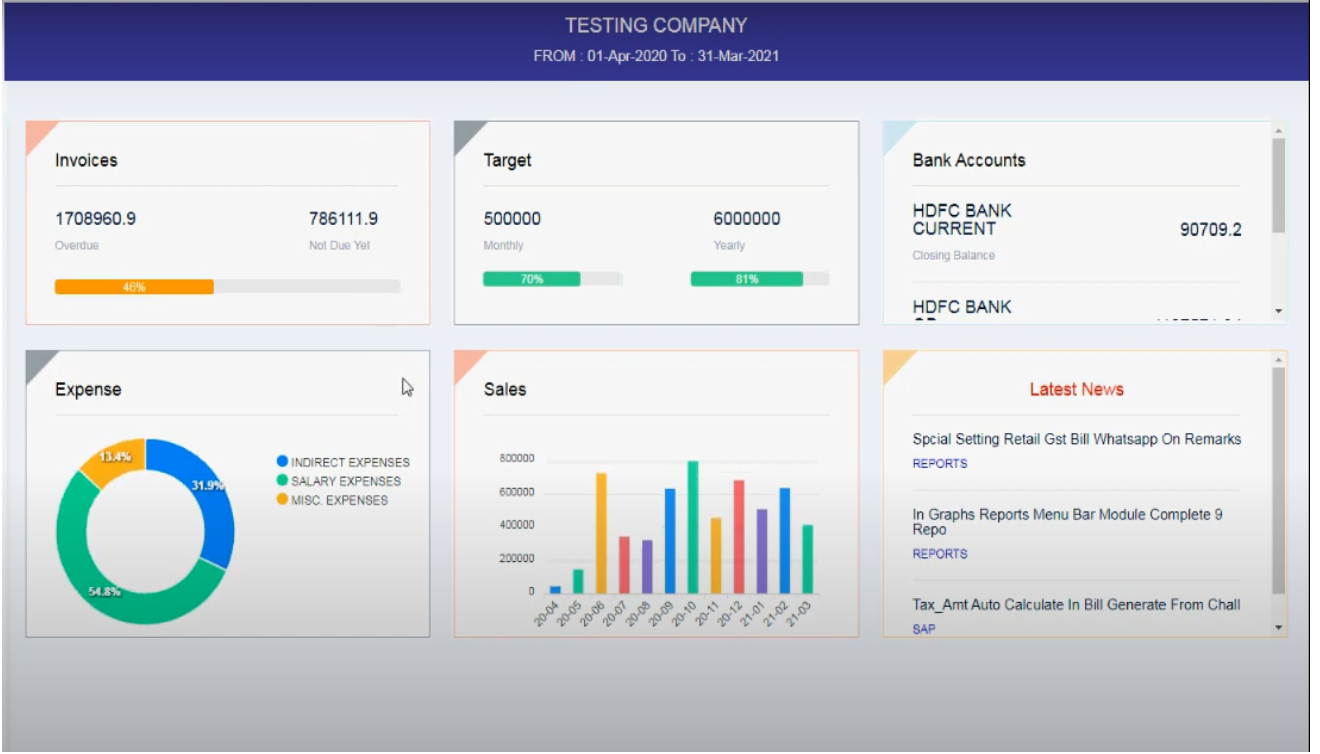 TESTING COMPANY
FROM : 01-Apr-2020 To : 31-Mar-2021
Invoices
1708960.9 786111.9
Overdue Not Due Yet
46%
Target
500000 6000000
Monthly Yearly
70% 81%
Bank Accounts
HDFC BANK
CURRENT 90709.2
Closing Balance
HDFC BANK
Expense
13.4%
31.9%
54.8%
INDIRECT EXPENSES
SALARY EXPENSES
MISC. EXPENSES
Sales
800000
600000
400000
200000
0
20-04 20-05 20-06 20-07 20-08 20-09 20-10 20-11 20-12 21-01 21-02 21-03
Latest News
Spcial Setting Retail Gst Bill Whatsapp On Remarks
REPORTS
In Graphs Reports Menu Bar Module Complete 9
Repo
REPORTS
Tax_Amt Auto Calculate In Bill Generate From Chall
SAP